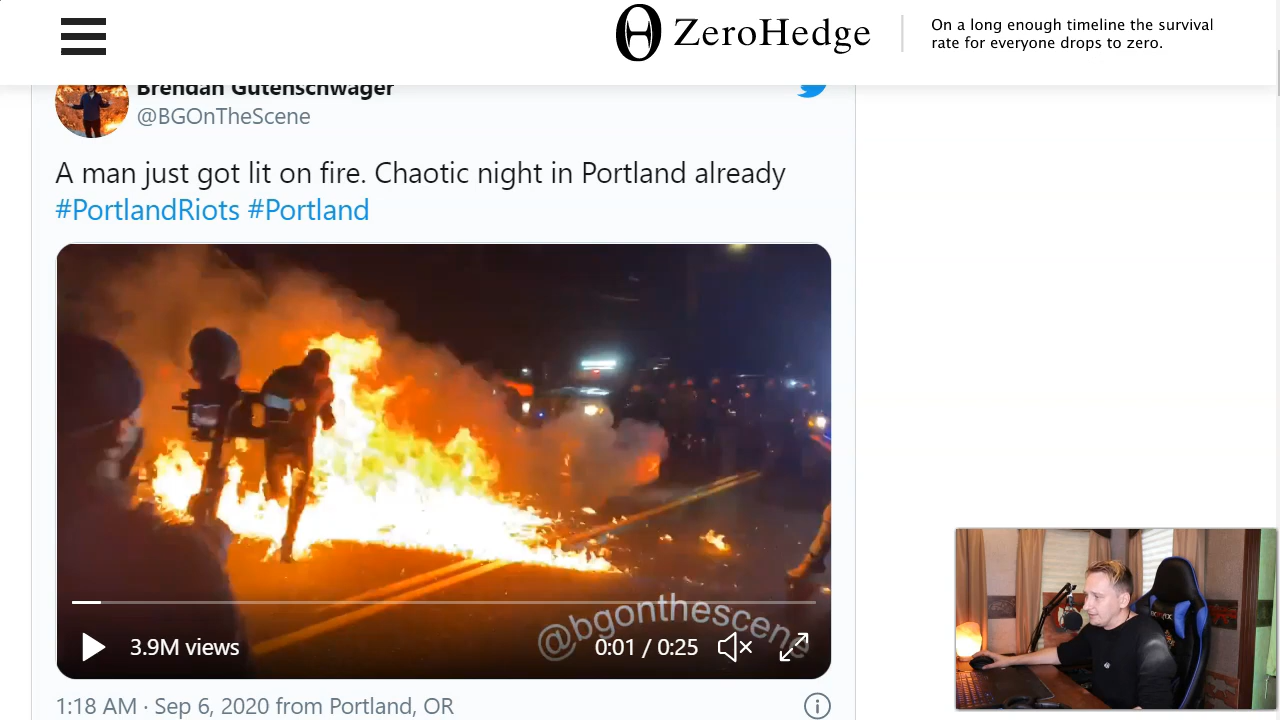 ZeroHedge
On a long enough timeline the survival
rate for everyone drops to zero.
Brendan Gutenschwager
@BGOnTheScene
A man just got lit on fire. Chaotic night in Portland already
#PortlandRiots #Portland
@bgonthescene
3.9M views
0:01 / 0:25
1:18 AM · Sep 6, 2020 from Portland, OR